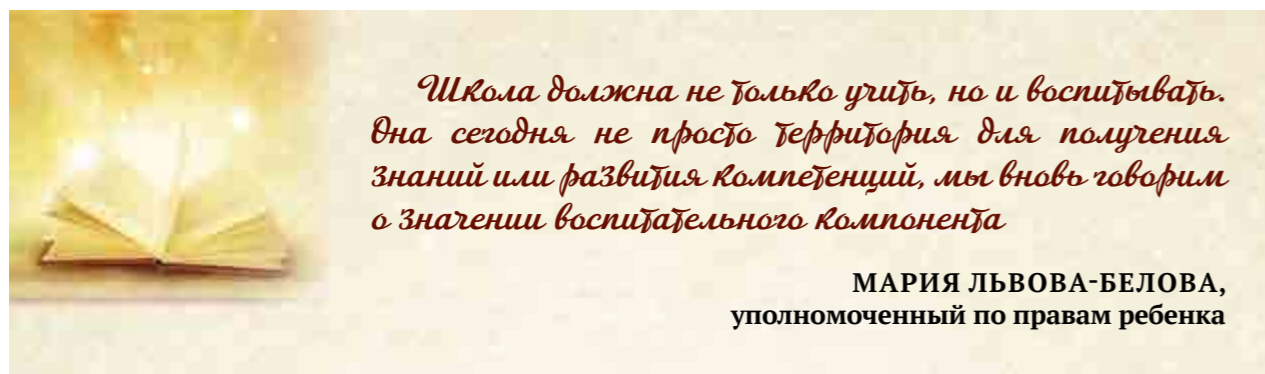 Школа должна не только учить, но и воспитывать.
Она сегодня не просто территория для получения
знаний или развития компетенций, мы вновь говорим
о значении воспитательного компонента
МАРИЯ ЛЬВОВА-БЕЛОВА,
уполномоченный по правам ребенка